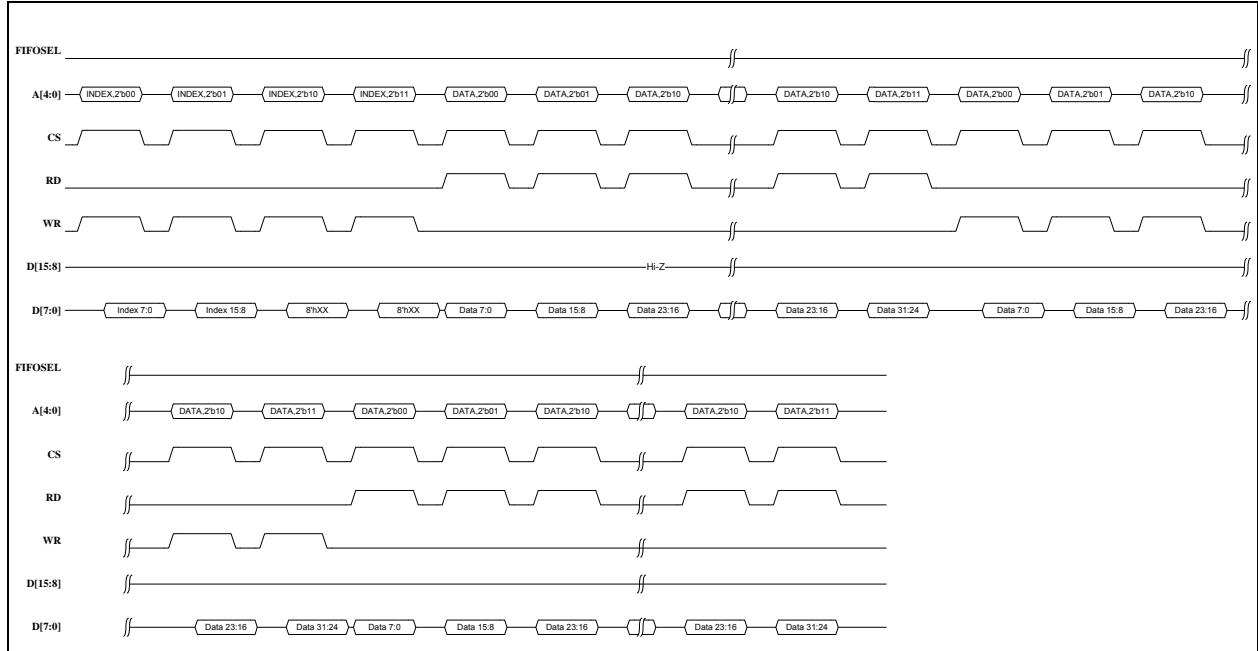 FIFOSEL
A[4:0] INDEX,2'b00 INDEX,2'b01 INDEX,2'b10 INDEX,2'b11 DATA,2'b00 DATA,2'b01 DATA,2'b10 DATA,2'b10 DATA,2'b11 DATA,2'b00 DATA,2'b01 DATA,2'b10
CS
RD
WR
D[15:8] Hi-Z
D[7:0] Index 7:0 Index 15:8 8'hXX 8'hXX Data 7:0 Data 15:8 Data 23:16 Data 23:16 Data 31:24 Data 7:0 Data 15:8 Data 23:16
FIFOSEL
A[4:0] DATA,2'b10 DATA,2'b11 DATA,2'b00 DATA,2'b01 DATA,2'b10 DATA,2'b10 DATA,2'b11
CS
RD
WR
D[15:8]
D[7:0] Data 23:16 Data 31:24 Data 7:0 Data 15:8 Data 23:16 Data 23:16 Data 31:24